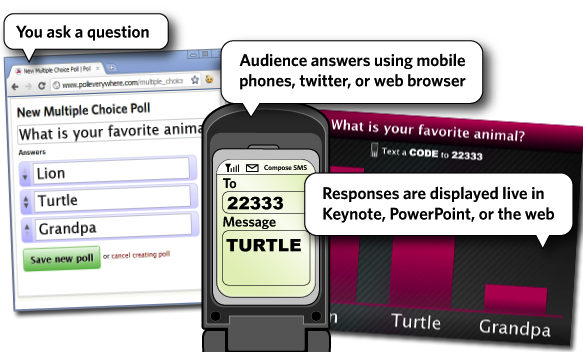 You ask a question
Audience answers using mobile
phones, twitter, or web browser
New Multiple Choice Poll | Poll
www.polleverywhere.com/multiple_choice
New Multiple Choice Poll
What is your favorite anima
Answers
Lion
Turtle
Grandpa
Save new poll or cancel creating poll
Compose SMS
To
22333
Message
TURTLE
What is your favorite animal?
Text a CODE to 22333
Responses are displayed live in
Keynote, PowerPoint, or the web
n Turtle Grandpa